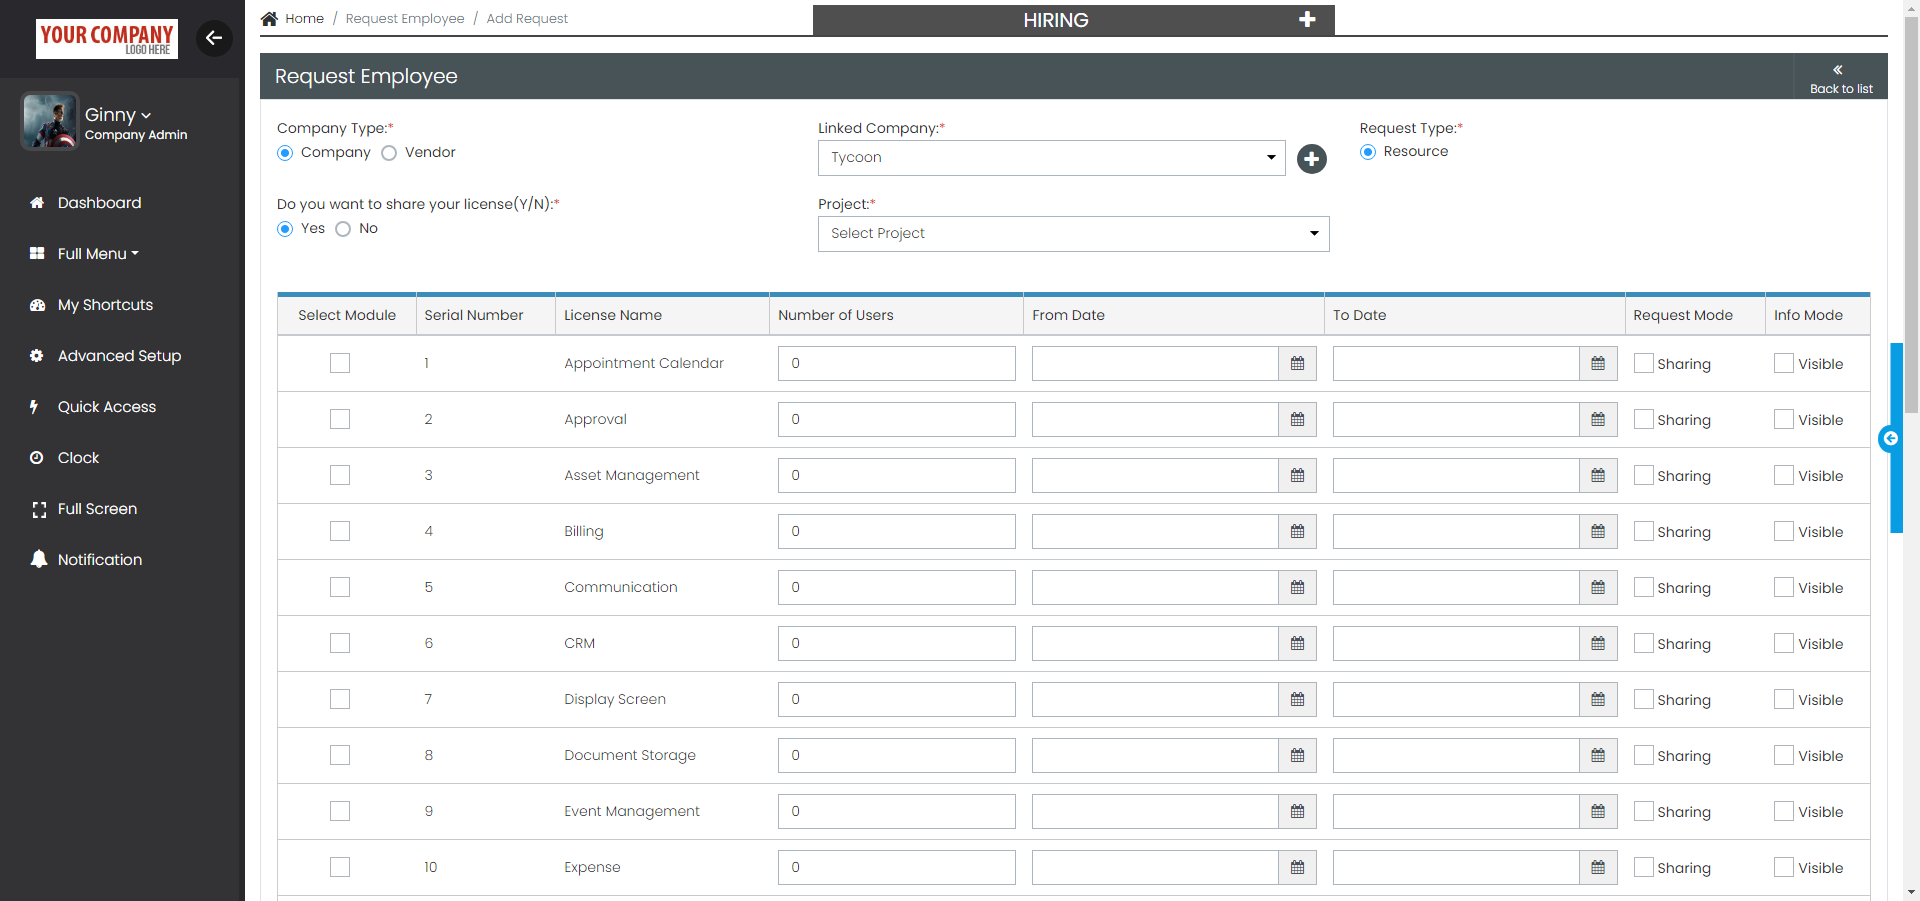 YOUR COMPANY
LOGO HERE
Ginny
Company Admin
Dashboard
Full Menu
My Shortcuts
Advanced Setup
Quick Access
Clock
Full Screen
Notification
Home / Request Employee / Add Request
HIRING
Request Employee
Back to list
Company Type:*
Company Vendor
Linked Company:*
Tycoon
Request Type:*
Resource
Do you want to share your license(Y/N):*
Yes No
Project:*
Select Project
Select Module Serial Number License Name Number of Users From Date To Date Request Mode Info Mode
1 Appointment Calendar 0 Sharing Visible
2 Approval 0 Sharing Visible
3 Asset Management 0 Sharing Visible
4 Billing 0 Sharing Visible
5 Communication 0 Sharing Visible
6 CRM 0 Sharing Visible
7 Display Screen 0 Sharing Visible
8 Document Storage 0 Sharing Visible
9 Event Management 0 Sharing Visible
10 Expense 0 Sharing Visible